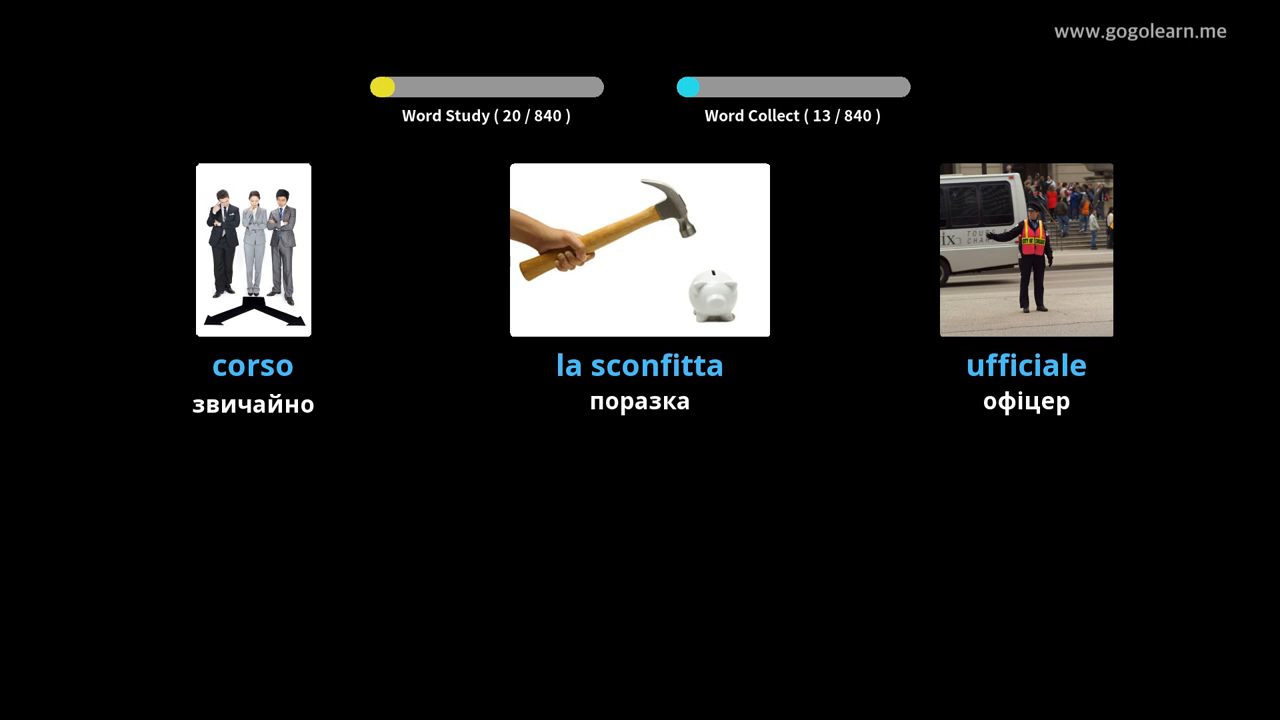 www.gogolearn.me
Word Study ( 20 / 840 )
Word Collect ( 13 / 840 )
corso
la sconfitta
ufficiale
звичайно
поразка
офіцер